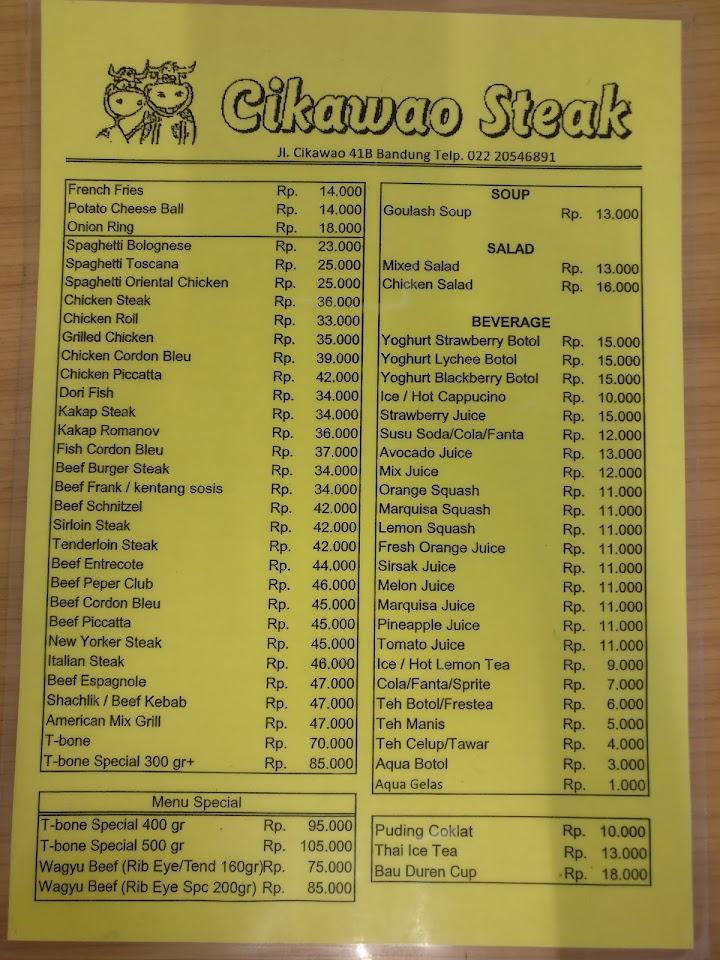 Cikawao Steak
Jl. Cikawao 41B Bandung Telp. 022 20546891
French Fries Rp. 14.000
Potato Cheese Ball Rp. 14.000
Onion Ring Rp. 18.000
Spaghetti Bolognese Rp. 23.000
Spaghetti Toscana Rp. 25.000
Spaghetti Oriental Chicken Rp. 25.000
Chicken Steak Rp. 36.000
Chicken Roll Rp. 33.000
Grilled Chicken Rp. 35.000
Chicken Cordon Bleu Rp. 39.000
Chicken Piccatta Rp. 42.000
Dori Fish Rp. 34.000
Kakap Steak Rp. 34.000
Kakap Romanov Rp. 36.000
Fish Cordon Bleu Rp. 37.000
Beef Burger Steak Rp. 34.000
Beef Frank / kentang sosis Rp. 34.000
Beef Schnitzel Rp. 42.000
Sirloin Steak Rp. 42.000
Tenderloin Steak Rp. 42.000
Beef Entrecote Rp. 44.000
Beef Peper Club Rp. 46.000
Beef Cordon Bleu Rp. 45.000
Beef Piccatta Rp. 45.000
New Yorker Steak Rp. 45.000
Italian Steak Rp. 46.000
Beef Espagnole Rp. 47.000
Shachlik / Beef Kebab Rp. 47.000
American Mix Grill Rp. 47.000
T-bone Rp. 70.000
T-bone Special 300 gr+ Rp. 85.000
Menu Special
T-bone Special 400 gr Rp. 95.000
T-bone Special 500 gr Rp. 105.000
Wagyu Beef (Rib Eye/Tend 160gr)Rp. 75.000
Wagyu Beef (Rib Eye Spc 200gr) Rp. 85.000
SOUP
Goulash Soup Rp. 13.000
SALAD
Mixed Salad Rp. 13.000
Chicken Salad Rp. 16.000
BEVERAGE
Yoghurt Strawberry Botol Rp. 15.000
Yoghurt Lychee Botol Rp. 15.000
Yoghurt Blackberry Botol Rp. 15.000
Ice / Hot Cappucino Rp. 10.000
Strawberry Juice Rp. 15.000
Susu Soda/Cola/Fanta Rp. 12.000
Avocado Juice Rp. 13.000
Mix Juice Rp. 12.000
Orange Squash Rp. 11.000
Marquisa Squash Rp. 11.000
Lemon Squash Rp. 11.000
Fresh Orange Juice Rp. 11.000
Sirsak Juice Rp. 11.000
Melon Juice Rp. 11.000
Marquisa Juice Rp. 11.000
Pineapple Juice Rp. 11.000
Tomato Juice Rp. 11.000
Ice / Hot Lemon Tea Rp. 9.000
Cola/Fanta/Sprite Rp. 7.000
Teh Botol/Frestea Rp. 6.000
Teh Manis Rp. 5.000
Teh Celup/Tawar Rp. 4.000
Aqua Botol Rp. 3.000
Aqua Gelas Rp. 1.000
Puding Coklat Rp. 10.000
Thai Ice Tea Rp. 13.000
Bau Duren Cup Rp. 18.000